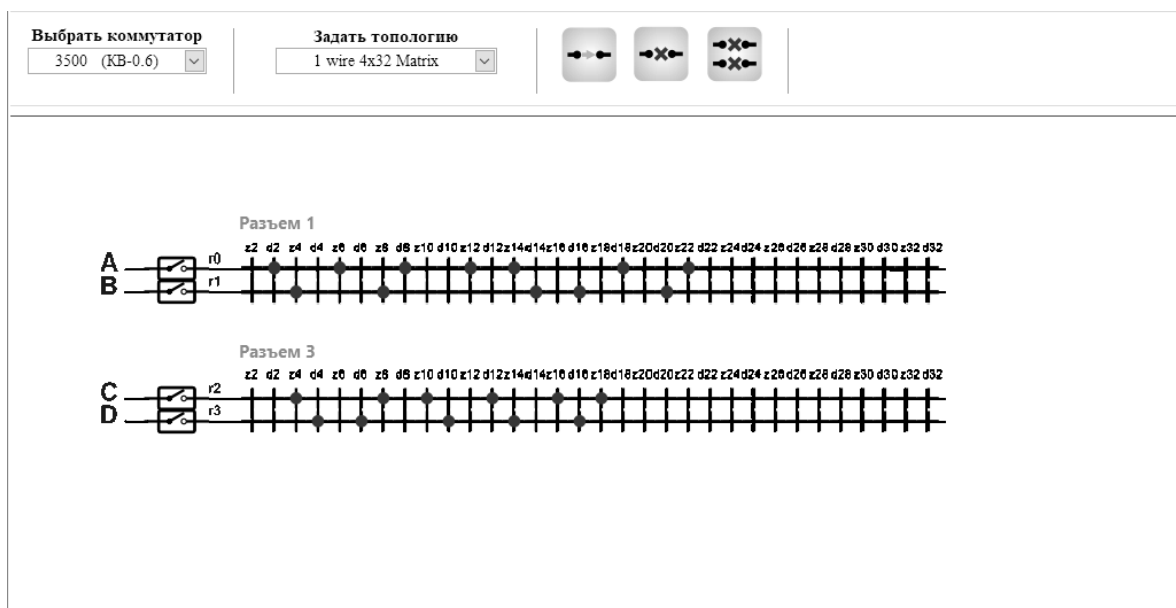 Выбрать коммутатор
Задать топологию
3500 (КВ-0.6)
1 wire 4x32 Matrix
Разъем 1
z2 d2 z4 d4 z6 d6 z8 d8 z10 d10 z12 d12 z14 d14 z16 d16 z18 d18 z20 d20 z22 d22 z24 d24 z26 d26 z28 d28 z30 d30 z32 d32
A r0
B r1
Разъем 3
z2 d2 z4 d4 z6 d6 z8 d8 z10 d10 z12 d12 z14 d14 z16 d16 z18 d18 z20 d20 z22 d22 z24 d24 z26 d26 z28 d28 z30 d30 z32 d32
C r2
D r3